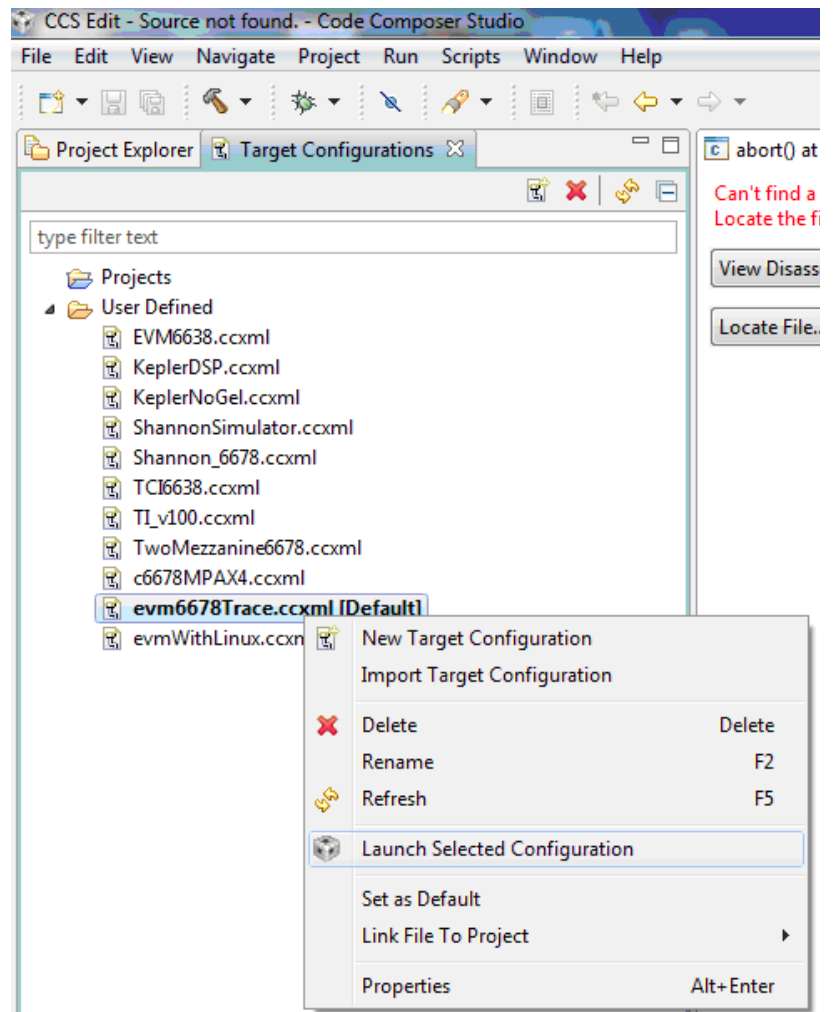 CCS Edit - Source not found. - Code Composer Studio
File Edit View Navigate Project Run Scripts Window Help
Project Explorer Target Configurations abort() at
Can't find a
Locate the fi
type filter text
View Disass
Projects
User Defined
Locate File..
EVM6638.ccxml
KeplerDSP.ccxml
KeplerNoGel.ccxml
ShannonSimulator.ccxml
Shannon_6678.ccxml
TCI6638.ccxml
TI_v100.ccxml
TwoMezzanine6678.ccxml
c6678MPAX4.ccxml
evm6678Trace.ccxml [Default]
evmWithLinux.ccxn
New Target Configuration
Import Target Configuration
Delete Delete
Rename F2
Refresh F5
Launch Selected Configuration
Set as Default
Link File To Project
Properties Alt+Enter